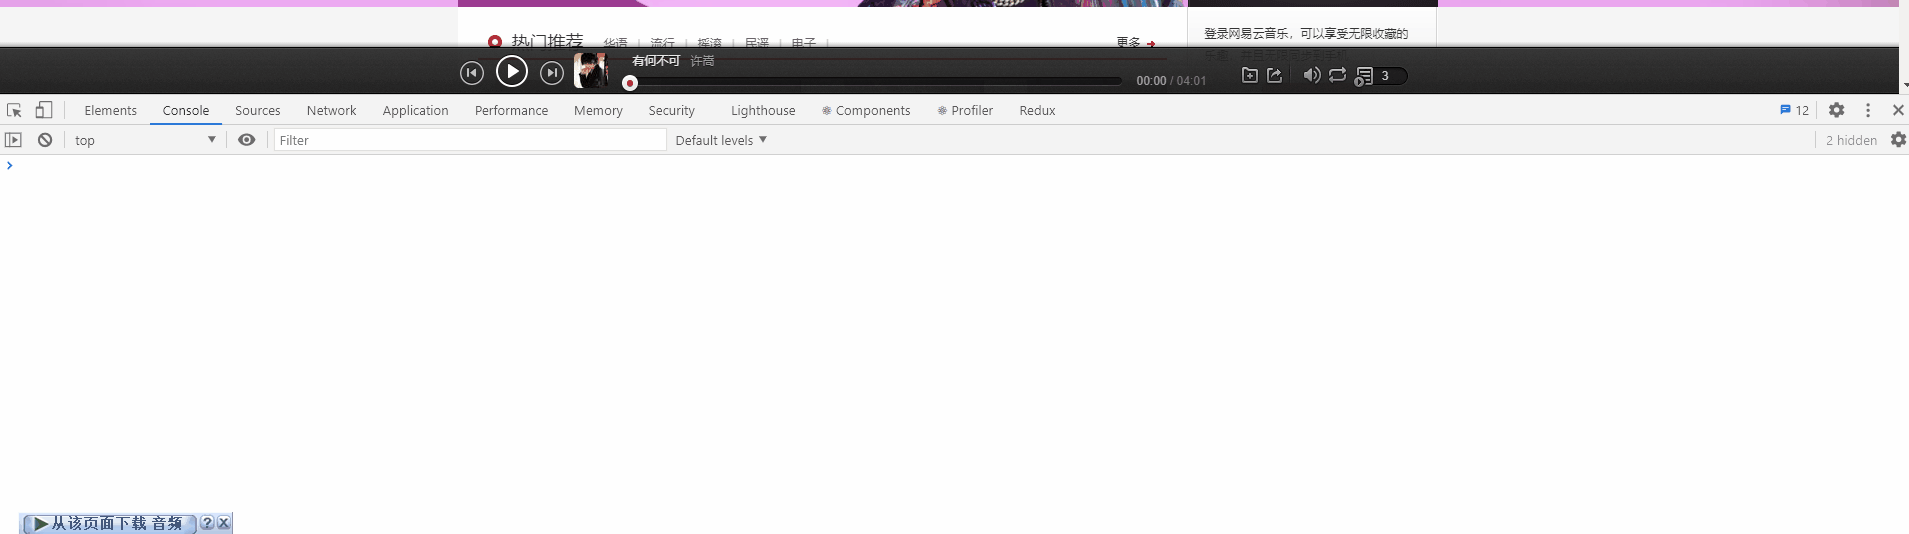 热门推荐 华语 | 流行 | 摇滚 | 民谣 | 电子 | 更多
登录网易云音乐，可以享受无限收藏的
有何不可 许嵩
00:00 / 04:01
3
Elements Console Sources Network Application Performance Memory Security Lighthouse Components Profiler Redux 12
top Filter Default levels 2 hidden
从该页面下载 音频